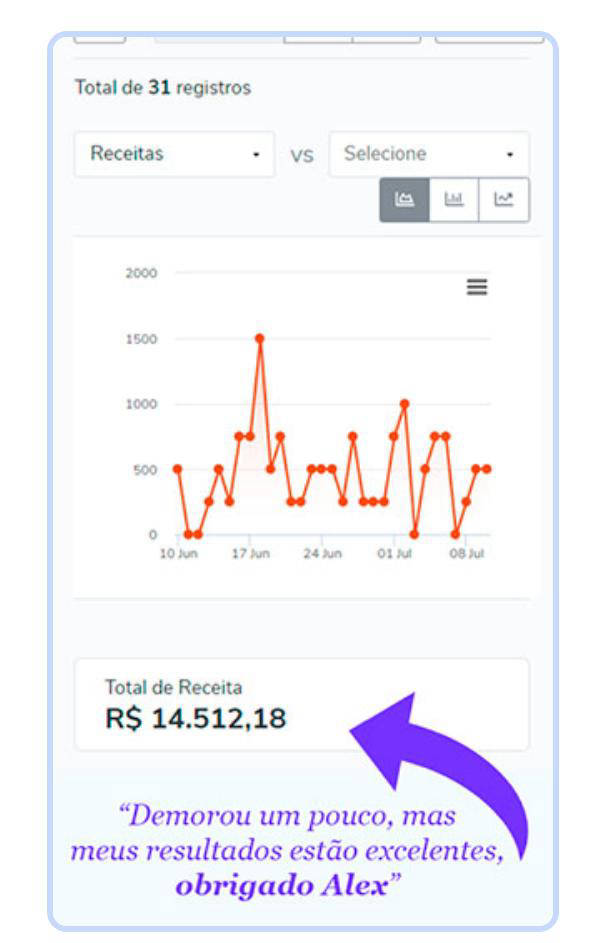 Total de 31 registros
Receitas vs Selecione
2000
1500
1000
500
0
10 Jun 17 Jun 24 Jun 01 Jul 08 Jul
Total de Receita
R$ 14.512,18
“Demorou um pouco, mas
meus resultados estão excelentes,
obrigado Alex”